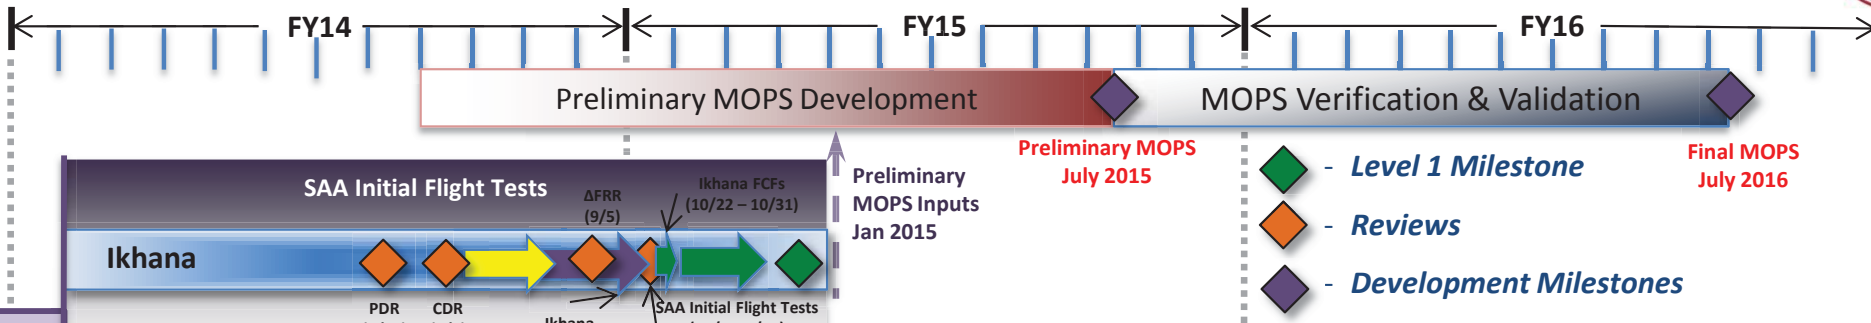 FY14 FY15 FY16
Preliminary MOPS Development
MOPS Verification & Validation
Preliminary MOPS
July 2015
Final MOPS
July 2016
SAA Initial Flight Tests
ΔFRR
(9/5)
Ikhana FCFs
(10/22 – 10/31)
Preliminary
MOPS Inputs
Jan 2015
Ikhana
PDR
CDR
Ikhana
SAA Initial Flight Tests
- Level 1 Milestone
- Reviews
- Development Milestones